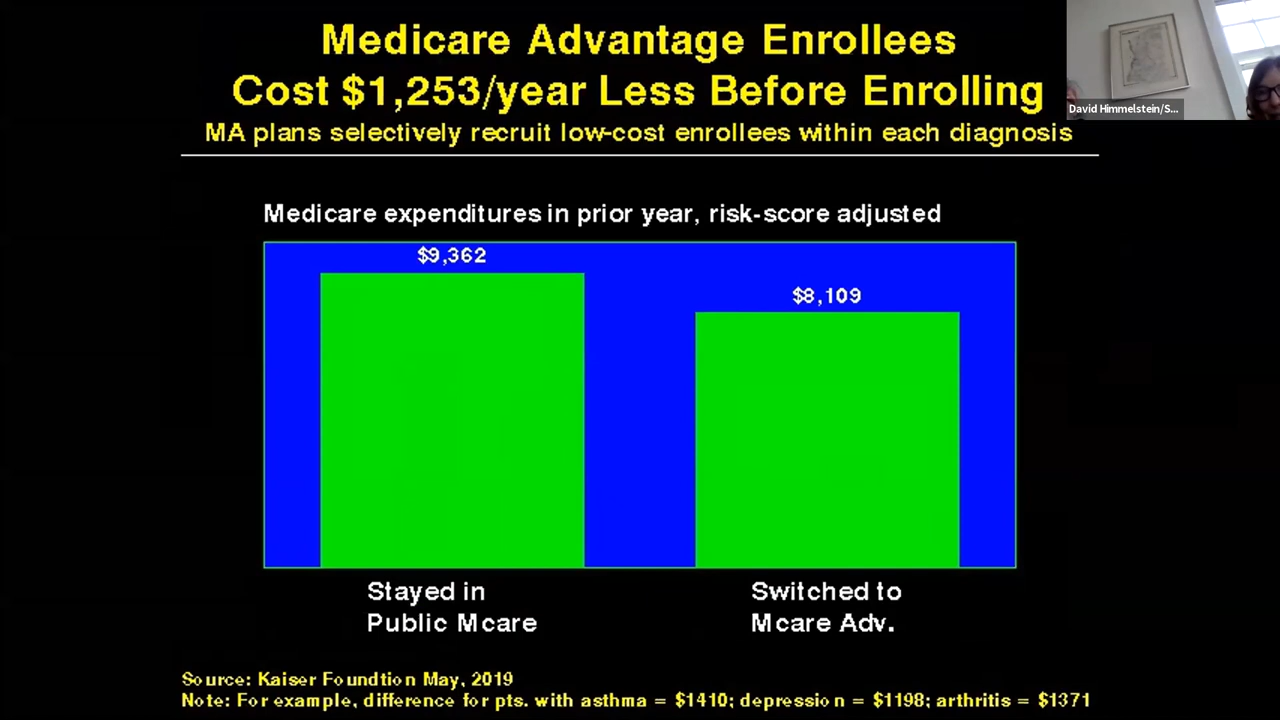 Medicare Advantage Enrollees
Cost $1,253/year Less Before Enrolling
MA plans selectively recruit low-cost enrollees within each diagnosis
David Himmelstein/S...
Medicare expenditures in prior year, risk-score adjusted
$9,362
$8,109
Stayed in
Public Mcare
Switched to
Mcare Adv.
Source: Kaiser Foundtion May, 2019
Note: For example, difference for pts. with asthma = $1410; depression = $1198; arthritis = $1371